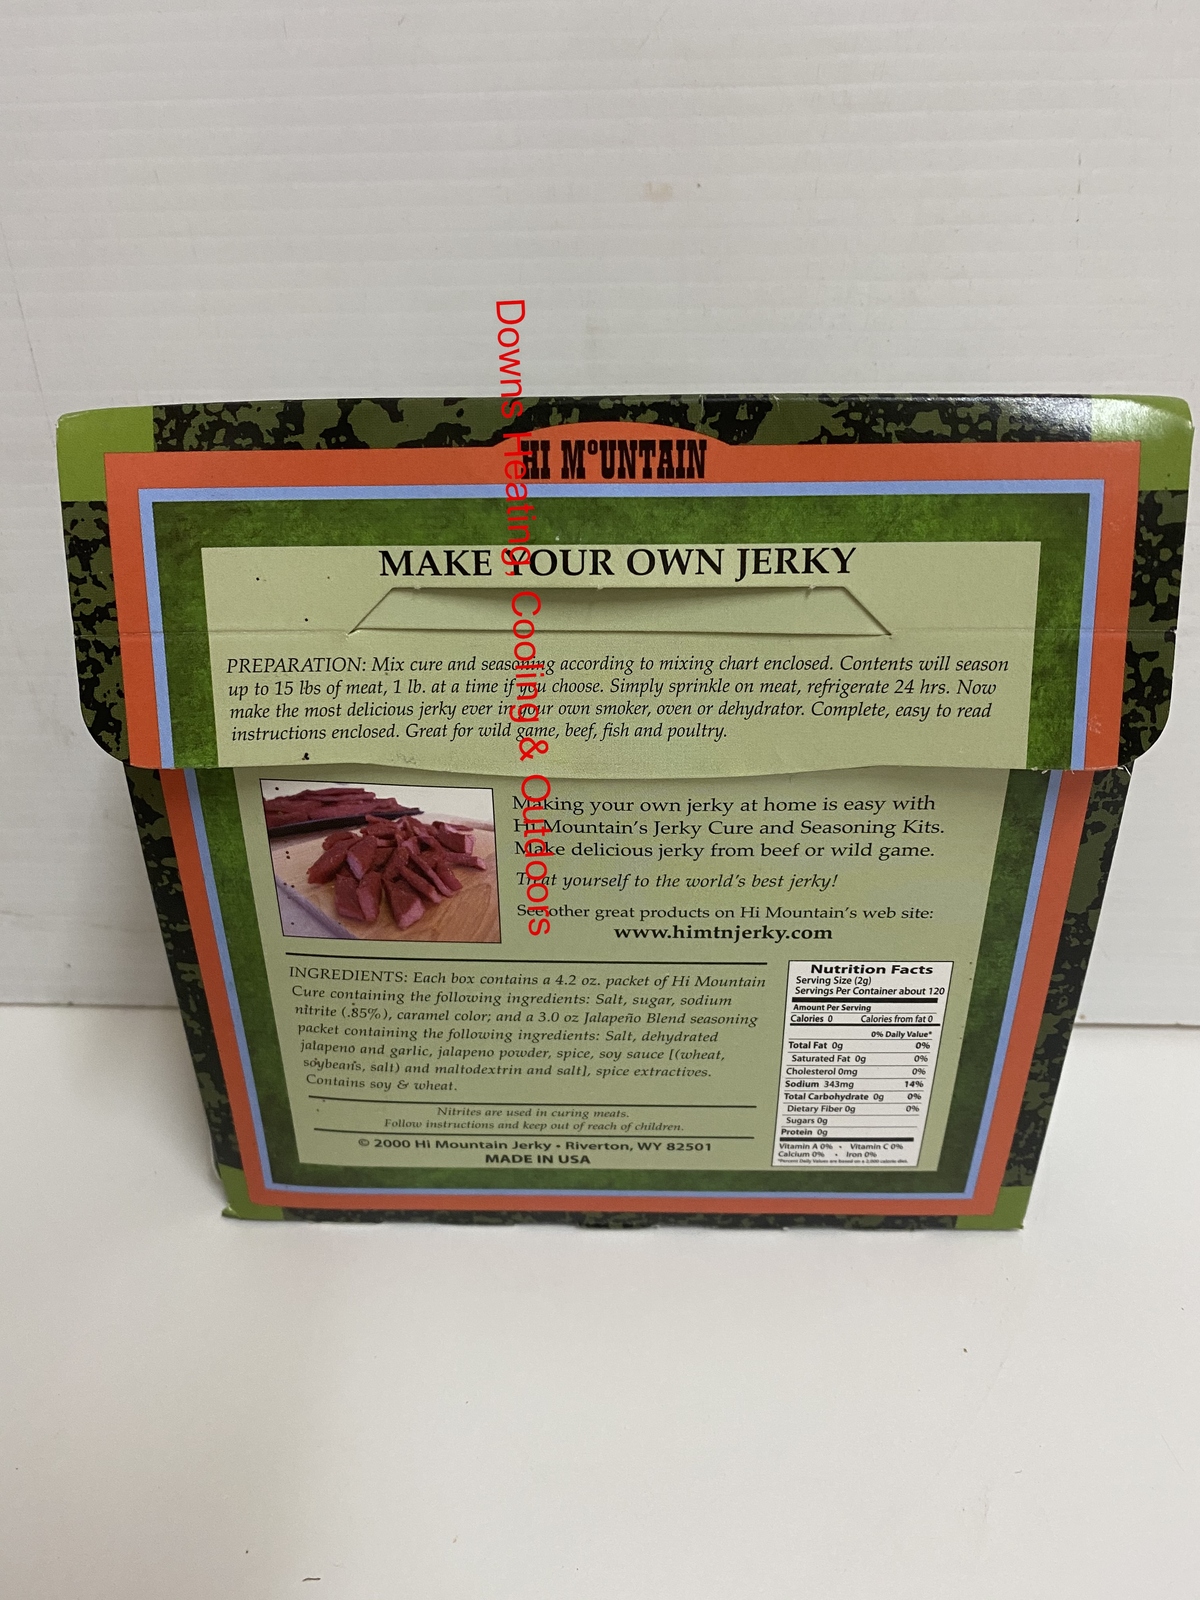 HI MOUNTAIN
MAKE YOUR OWN JERKY
PREPARATION: Mix cure and seasoning according to mixing chart enclosed. Contents will season
up to 15 lbs of meat, 1 lb. at a time if you choose. Simply sprinkle on meat, refrigerate 24 hrs. Now
make the most delicious jerky ever in your own smoker, oven or dehydrator. Complete, easy to read
instructions enclosed. Great for wild game, beef, fish and poultry.
Making your own jerky at home is easy with
Hi Mountain's Jerky Cure and Seasoning Kits.
Make delicious jerky from beef or wild game.
Treat yourself to the world's best jerky!
See other great products on Hi Mountain's web site:
www.himtnjerky.com
INGREDIENTS: Each box contains a 4.2 oz. packet of Hi Mountain
Cure containing the following ingredients: Salt, sugar, sodium
nitrite (.85%), caramel color; and a 3.0 oz Jalapeño Blend seasoning
packet containing the following ingredients: Salt, dehydrated
jalapeno and garlic, jalapeno powder, spice, soy sauce [(wheat,
soybeans, salt) and maltodextrin and salt], spice extractives.
Contains soy & wheat.
Nitrites are used in curing meats.
Follow instructions and keep out of reach of children.
© 2000 Hi Mountain Jerky • Riverton, WY 82501
MADE IN USA
Nutrition Facts
Serving Size (2g)
Servings Per Container about 120
Amount Per Serving
Calories 0 Calories from fat 0
0% Daily Value*
Total Fat 0g 0%
Saturated Fat 0g 0%
Cholesterol 0mg 0%
Sodium 343mg 14%
Total Carbohydrate 0g 0%
Dietary Fiber 0g 0%
Sugars 0g
Protein 0g
Vitamin A 0% • Vitamin C 0%
Calcium 0% • Iron 0%
*Percent Daily Values are based on a 2,000 calorie diet.
Downs Heating, Cooling & Outdoors